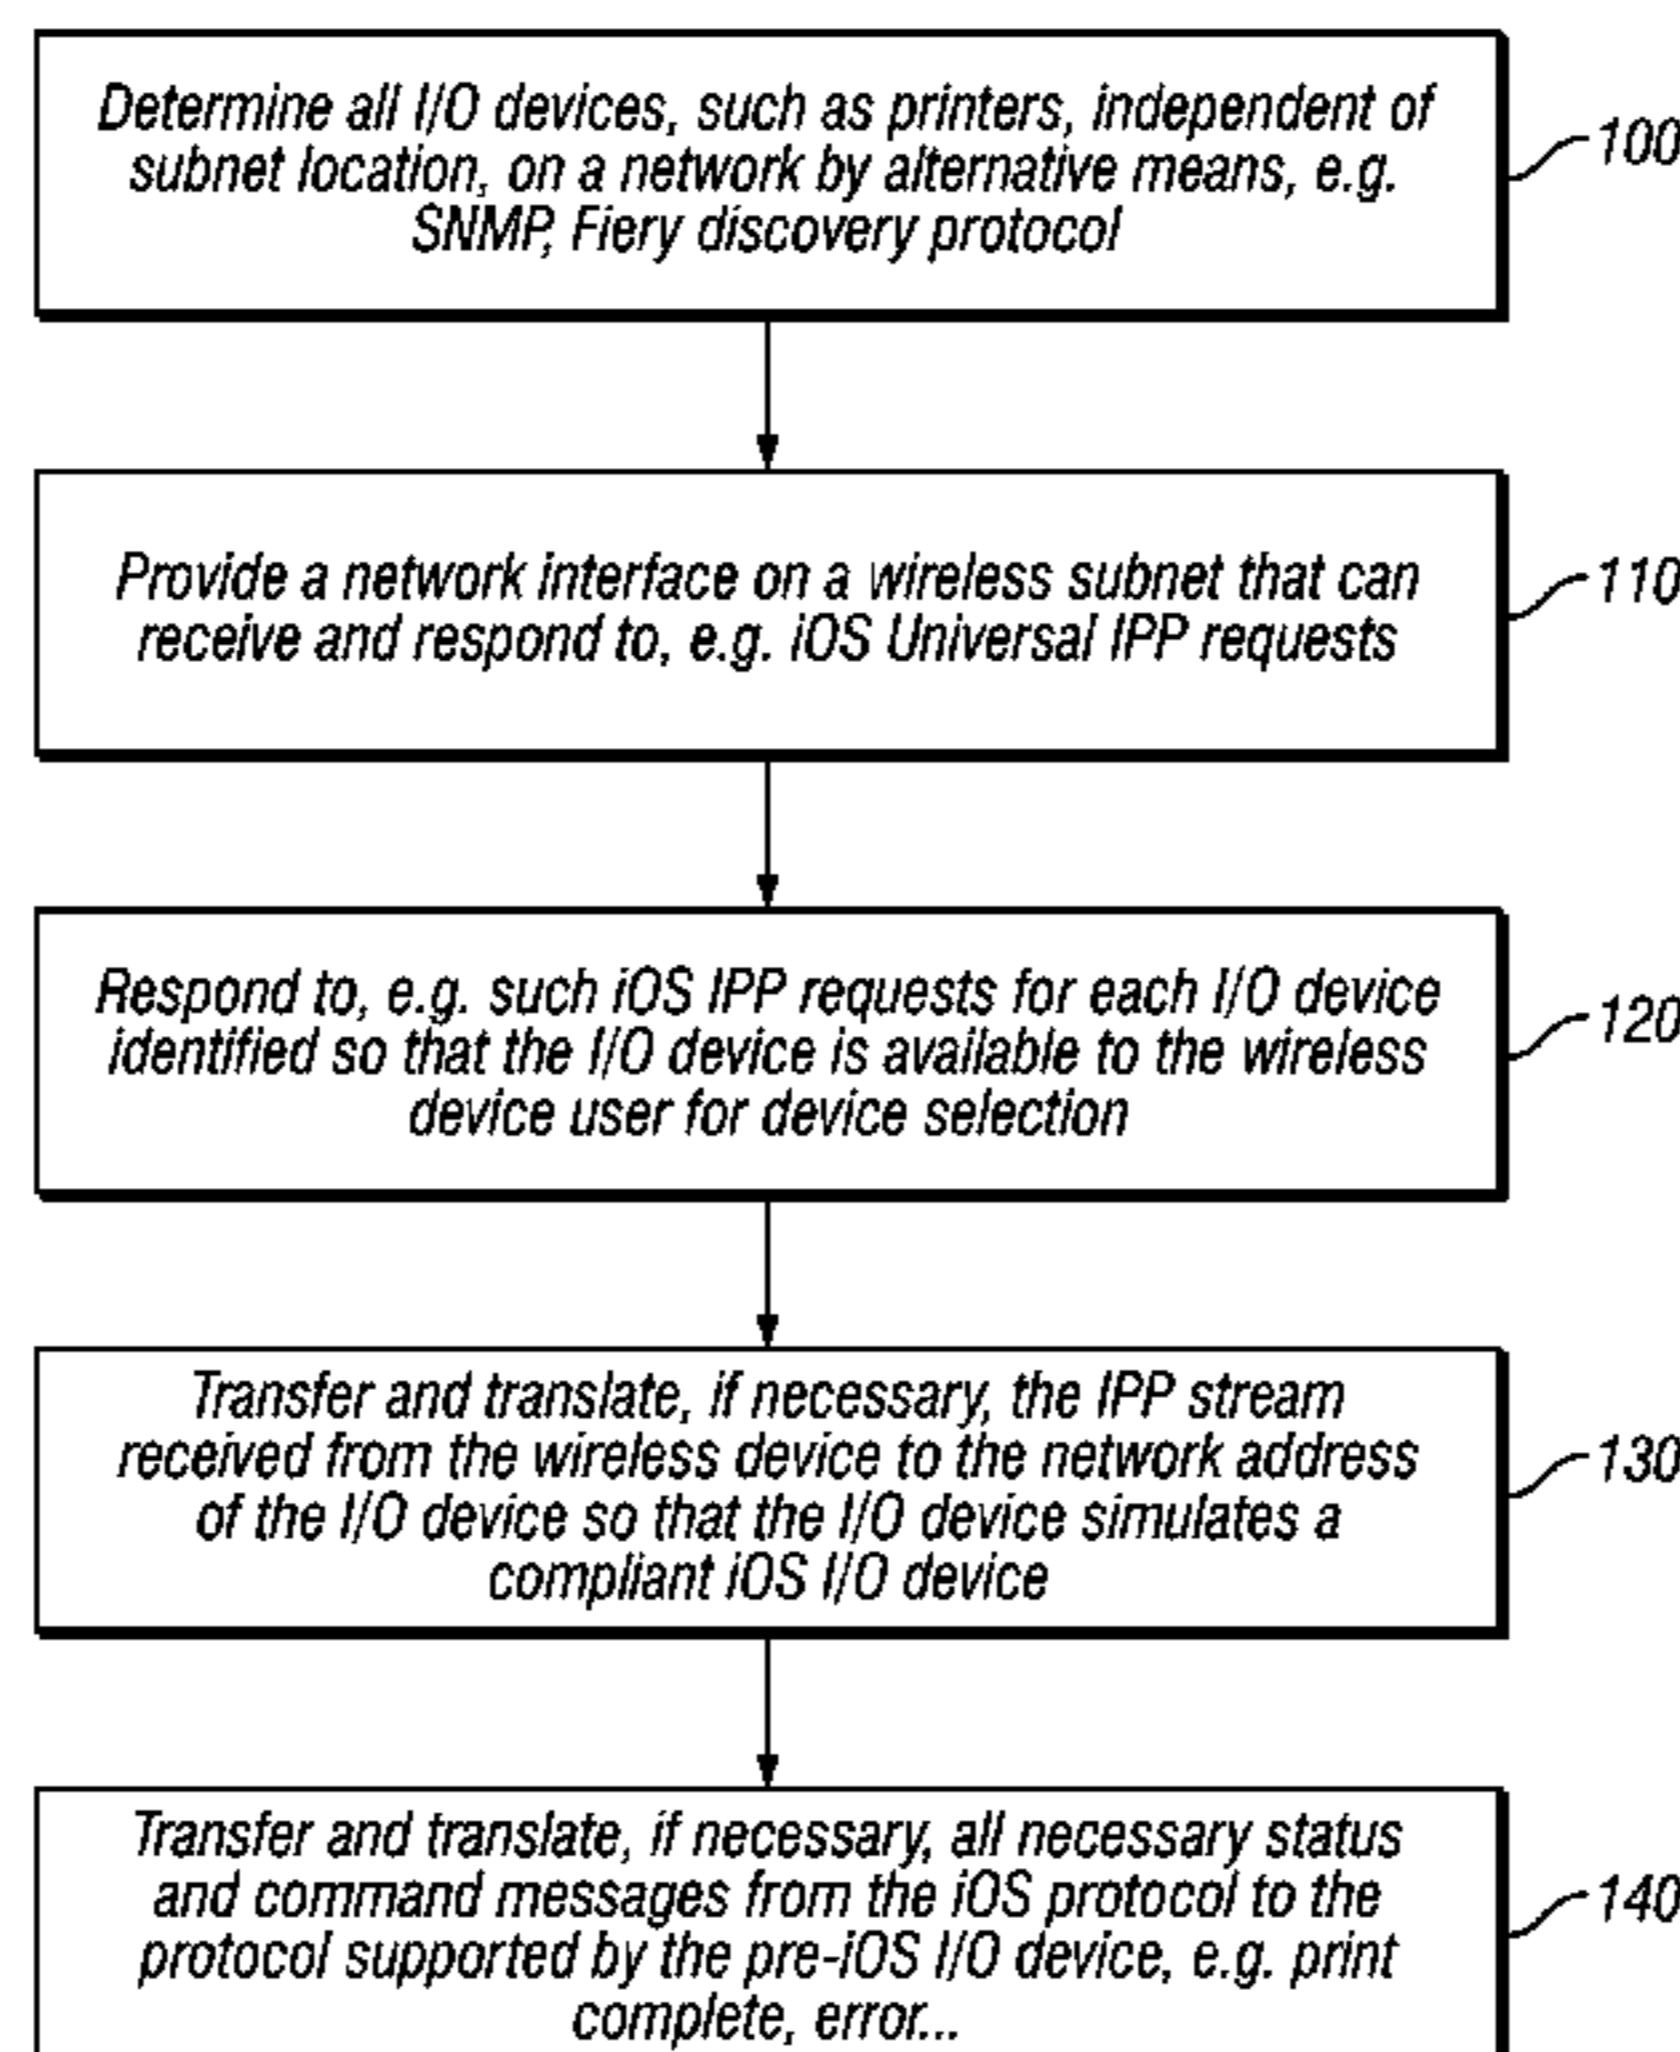 Determine all I/O devices, such as printers, independent of
subnet location, on a network by alternative means, e.g.
SNMP, Fiery discovery protocol
100
Provide a network interface on a wireless subnet that can
receive and respond to, e.g. iOS Universal IPP requests
110
Respond to, e.g. such iOS IPP requests for each I/O device
identified so that the I/O device is available to the wireless
device user for device selection
120
Transfer and translate, if necessary, the IPP stream
received from the wireless device to the network address
of the I/O device so that the I/O device simulates a
compliant iOS I/O device
130
Transfer and translate, if necessary, all necessary status
and command messages from the iOS protocol to the
protocol supported by the pre-iOS I/O device, e.g. print
complete, error...
140